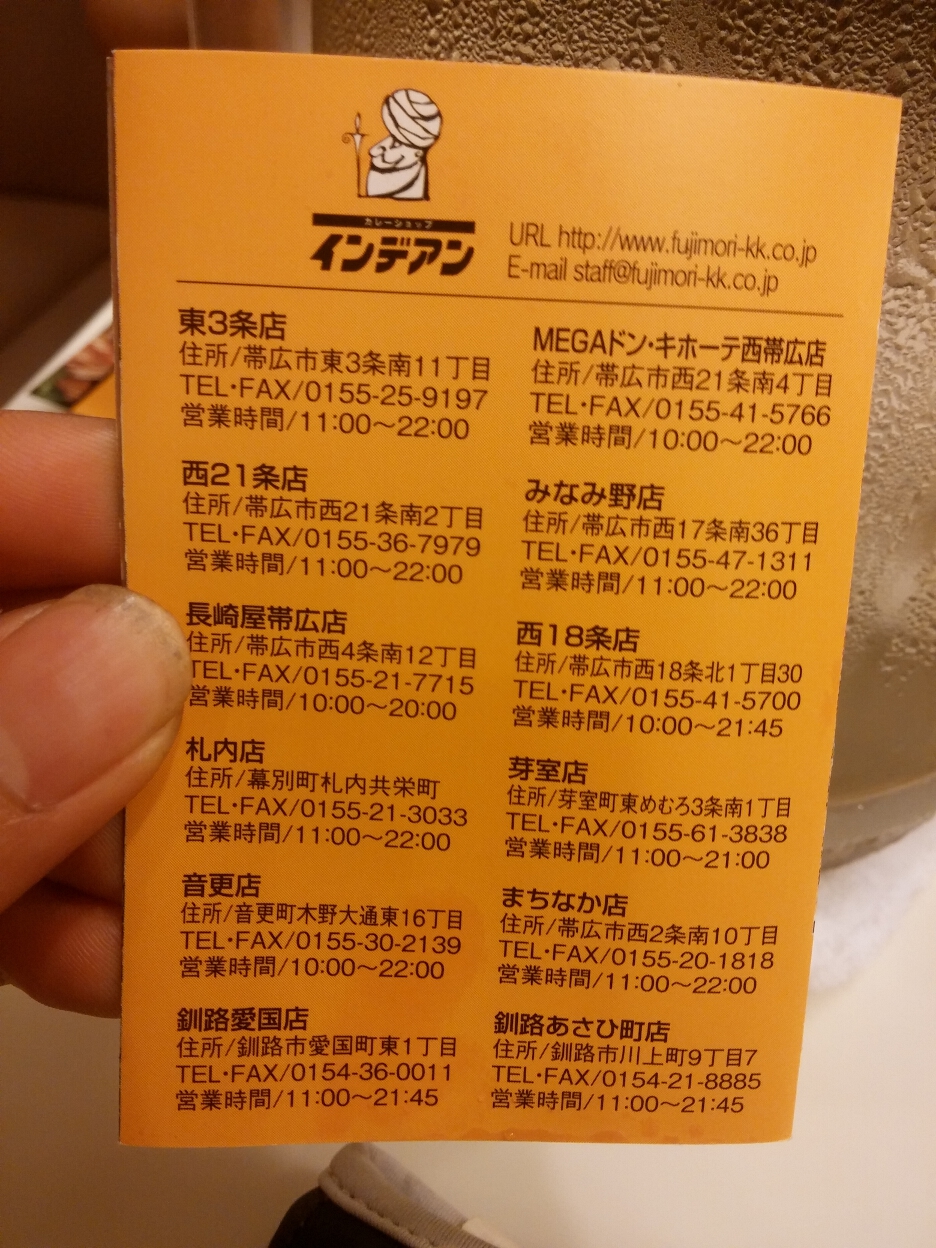 カレーショップ
インデアン
URL http://www.fujimori-kk.co.jp
E-mail staff@fujimori-kk.co.jp
東3条店
住所/帯広市東3条南11丁目
TEL・FAX/0155-25-9197
営業時間/11:00～22:00
西21条店
住所/帯広市西21条南2丁目
TEL・FAX/0155-36-7979
営業時間/11:00～22:00
長崎屋帯広店
住所/帯広市西4条南12丁目
TEL・FAX/0155-21-7715
営業時間/10:00～20:00
札内店
住所/幕別町札内共栄町
TEL・FAX/0155-21-3033
営業時間/11:00～22:00
音更店
住所/音更町木野大通東16丁目
TEL・FAX/0155-30-2139
営業時間/10:00～22:00
釧路愛国店
住所/釧路市愛国町東1丁目
TEL・FAX/0154-36-0011
営業時間/11:00～21:45
MEGAドン・キホーテ西帯広店
住所/帯広市西21条南4丁目
TEL・FAX/0155-41-5766
営業時間/10:00～22:00
みなみ野店
住所/帯広市西17条南36丁目
TEL・FAX/0155-47-1311
営業時間/11:00～22:00
西18条店
住所/帯広市西18条北1丁目30
TEL・FAX/0155-41-5700
営業時間/10:00～21:45
芽室店
住所/芽室町東めむろ3条南1丁目
TEL・FAX/0155-61-3838
営業時間/11:00～21:00
まちなか店
住所/帯広市西2条南10丁目
TEL・FAX/0155-20-1818
営業時間/11:00～22:00
釧路あさひ町店
住所/釧路市川上町9丁目7
TEL・FAX/0154-21-8885
営業時間/11:00～21:45